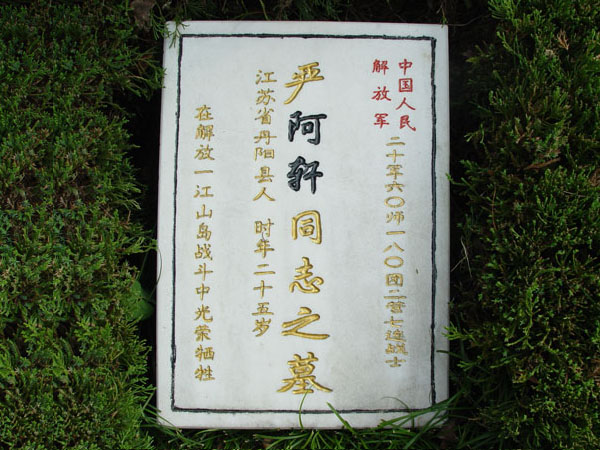 中国人民
解放军
二十军六〇师一八〇团二营七连战士
严阿轩同志之墓
江苏省丹阳县人 时年二十五岁
在解放一江山岛战斗中光荣牺牲